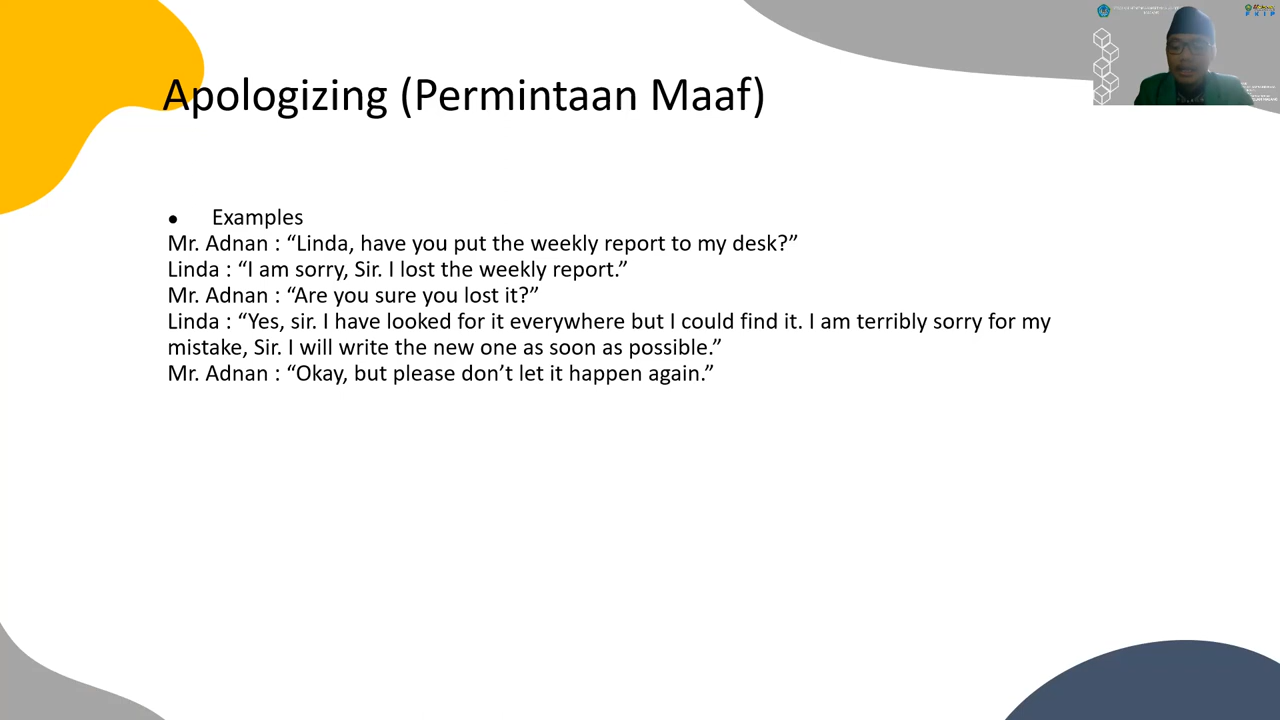 Apologizing (Permintaan Maaf)
• Examples
Mr. Adnan : “Linda, have you put the weekly report to my desk?”
Linda : “I am sorry, Sir. I lost the weekly report.”
Mr. Adnan : “Are you sure you lost it?”
Linda : “Yes, sir. I have looked for it everywhere but I could find it. I am terribly sorry for my
mistake, Sir. I will write the new one as soon as possible.”
Mr. Adnan : “Okay, but please don’t let it happen again.”
FKIP